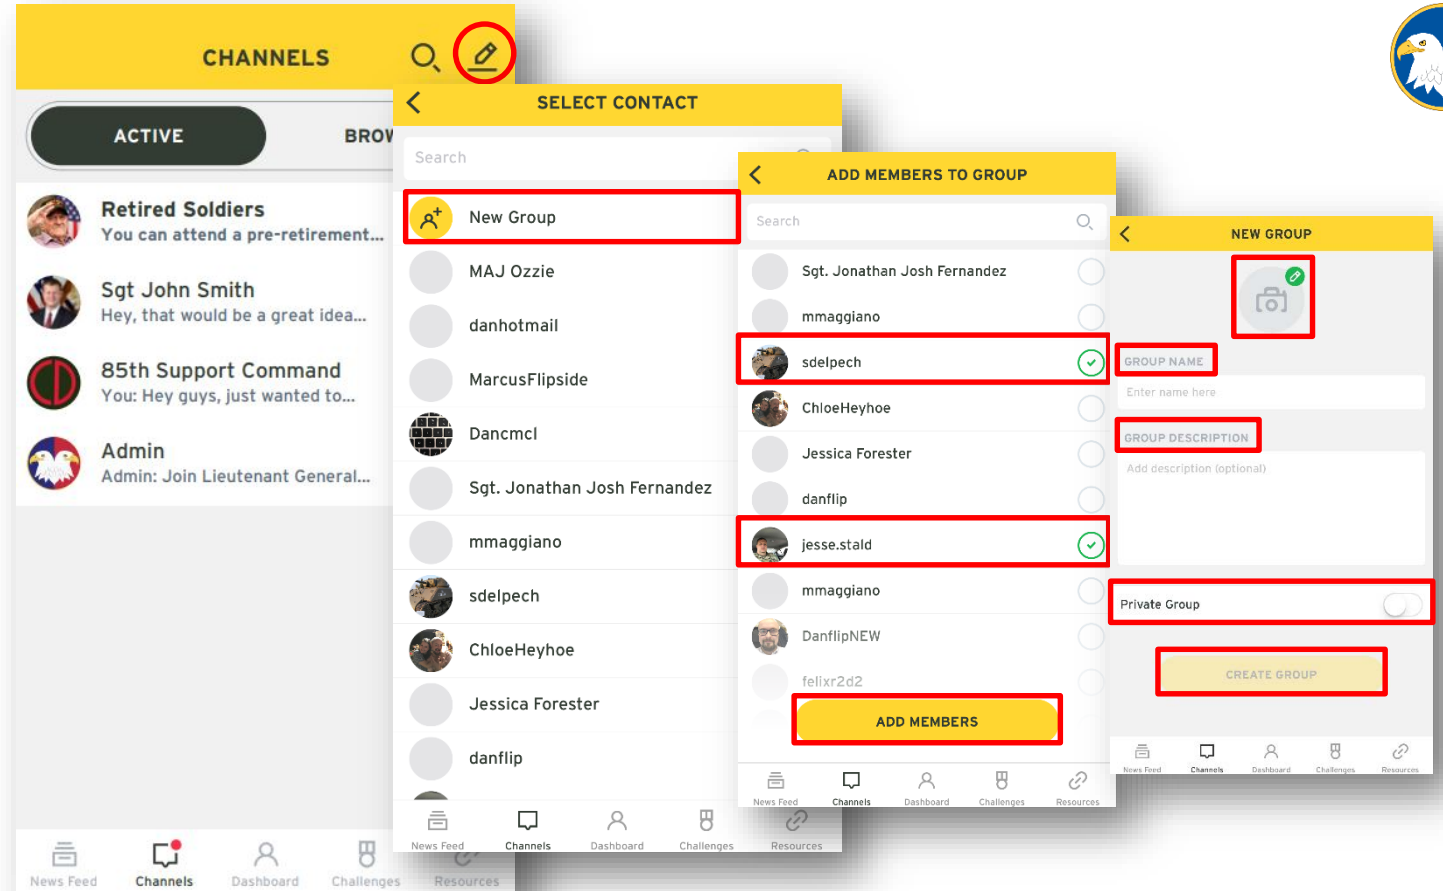 CHANNELS
ACTIVE
BROW
Retired Soldiers
You can attend a pre-retirement...
Sgt John Smith
Hey, that would be a great idea...
85th Support Command
You: Hey guys, just wanted to...
Admin
Admin: Join Lieutenant General...
News Feed
Channels
Dashboard
Challenges
Resources
SELECT CONTACT
Search
New Group
MAJ Ozzie
danhotmail
MarcusFlipside
Dancmcl
Sgt. Jonathan Josh Fernandez
mmaggiano
sdelpech
ChloeHeyhoe
Jessica Forester
danflip
News Feed
Channels
Dashboard
Challenges
Resources
ADD MEMBERS TO GROUP
Search
Sgt. Jonathan Josh Fernandez
mmaggiano
sdelpech
ChloeHeyhoe
Jessica Forester
danflip
jesse.stald
mmaggiano
DanflipNEW
felixr2d2
ADD MEMBERS
News Feed
Channels
Dashboard
Challenges
Resources
NEW GROUP
GROUP NAME
Enter name here
GROUP DESCRIPTION
Add description (optional)
Private Group
CREATE GROUP
News Feed
Channels
Dashboard
Challenges
Resources